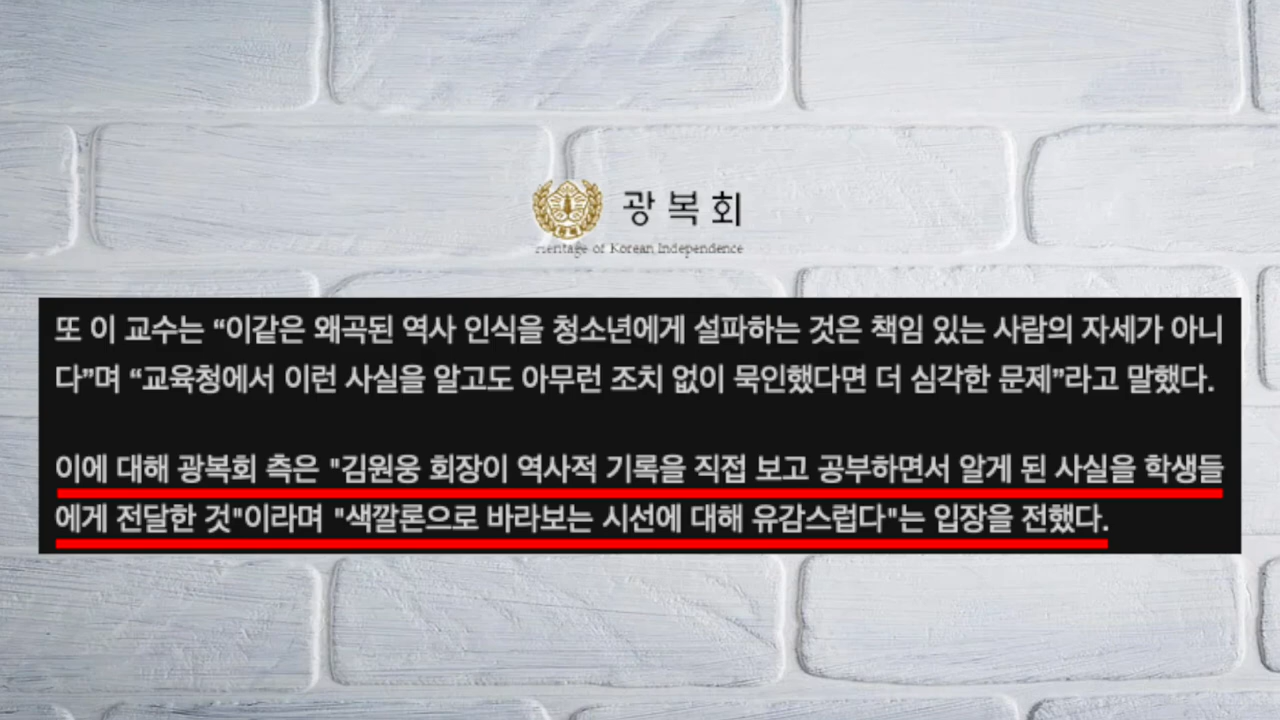 광복회
Heritage of Korean Independence
또 이 교수는 “이같은 왜곡된 역사 인식을 청소년에게 설파하는 것은 책임 있는 사람의 자세가 아니
다”며 “교육청에서 이런 사실을 알고도 아무런 조치 없이 묵인했다면 더 심각한 문제”라고 말했다.
이에 대해 광복회 측은 "김원웅 회장이 역사적 기록을 직접 보고 공부하면서 알게 된 사실을 학생들
에게 전달한 것"이라며 "색깔론으로 바라보는 시선에 대해 유감스럽다"는 입장을 전했다.